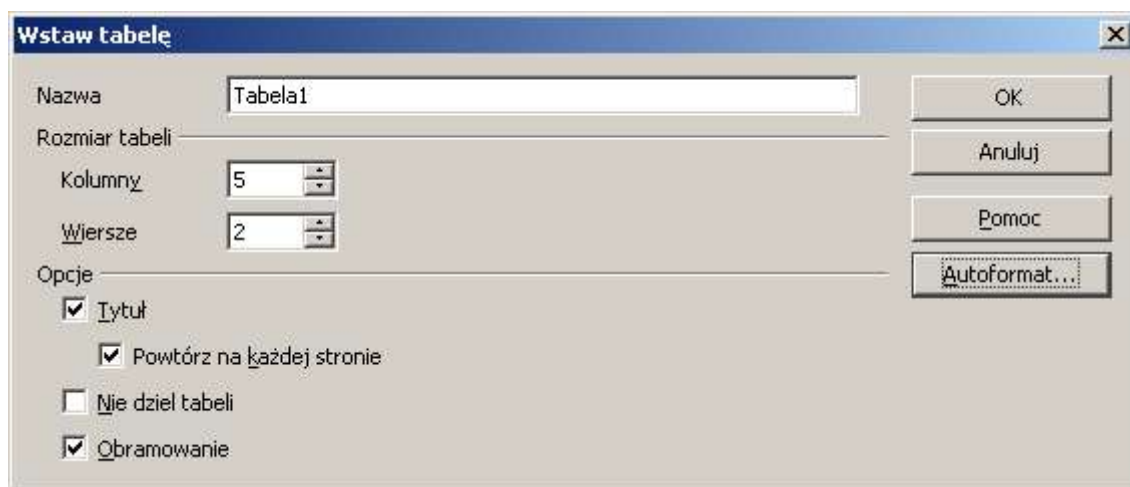 Wstaw tabelę
Nazwa Tabela1 OK
Rozmiar tabeli Anuluj
Kolumny 5
Wiersze 2 Pomoc
Opcje Autoformat...
Tytuł
Powtórz na każdej stronie
Nie dziel tabeli
Obramowanie